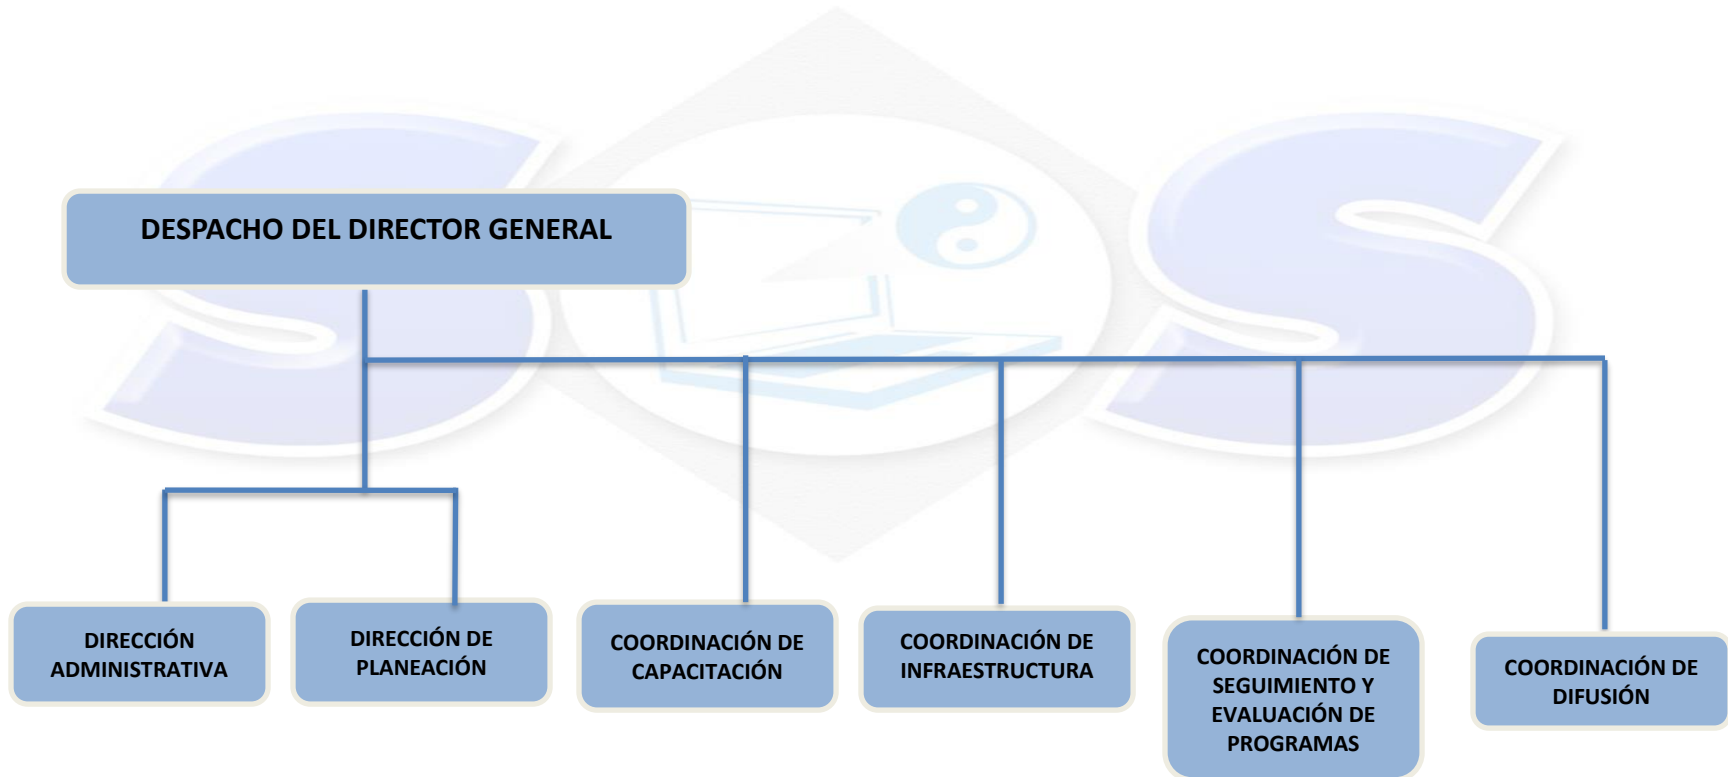 SOS
DESPACHO DEL DIRECTOR GENERAL
DIRECCIÓN
ADMINISTRATIVA
DIRECCIÓN DE
PLANEACIÓN
COORDINACIÓN DE
CAPACITACIÓN
COORDINACIÓN DE
INFRAESTRUCTURA
COORDINACIÓN DE
SEGUIMIENTO Y
EVALUACIÓN DE
PROGRAMAS
COORDINACIÓN DE
DIFUSIÓN